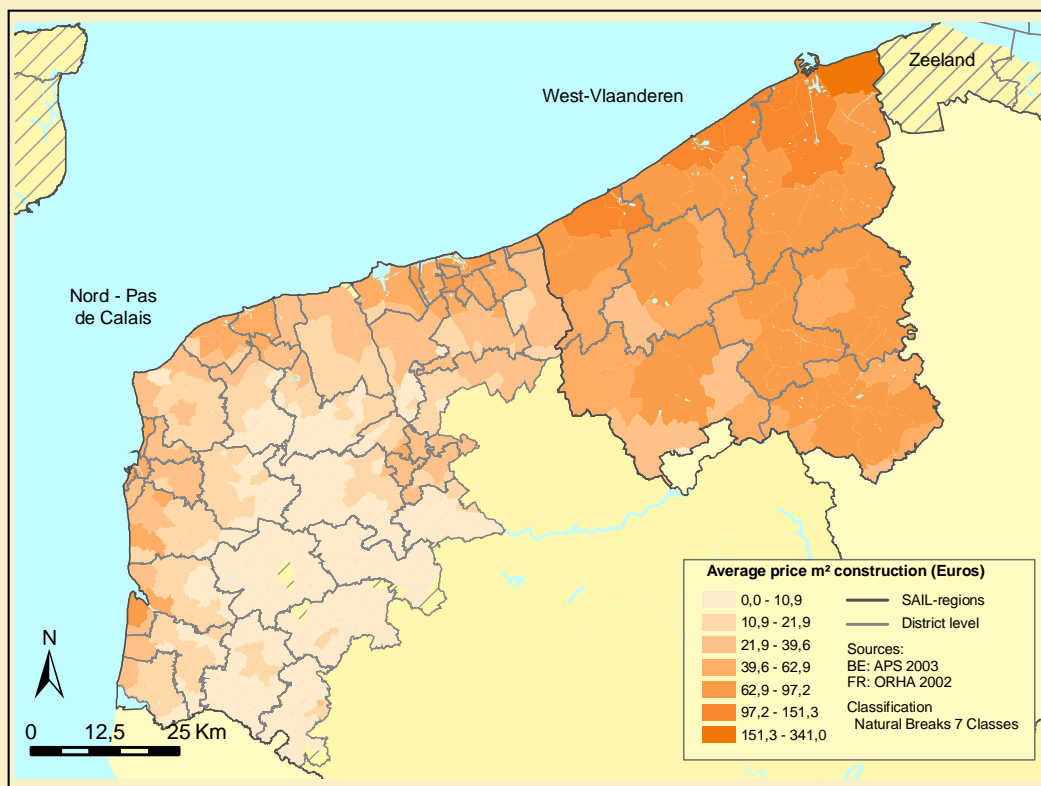 Zeeland
West-Vlaanderen
Nord - Pas
de Calais
N
0 12,5 25 Km
Average price m² construction (Euros)
0,0 - 10,9
10,9 - 21,9
21,9 - 39,6
39,6 - 62,9
62,9 - 97,2
97,2 - 151,3
151,3 - 341,0
SAIL-regions
District level
Sources:
BE: APS 2003
FR: ORHA 2002
Classification
Natural Breaks 7 Classes